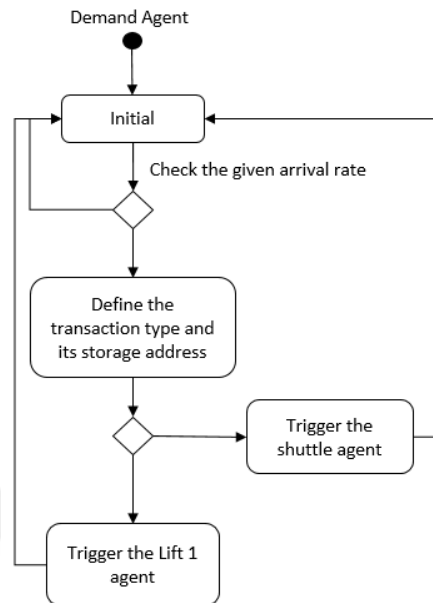 Demand Agent
Initial
Check the given arrival rate
Define the
transaction type and
its storage address
Trigger the
shuttle agent
Trigger the Lift 1
agent